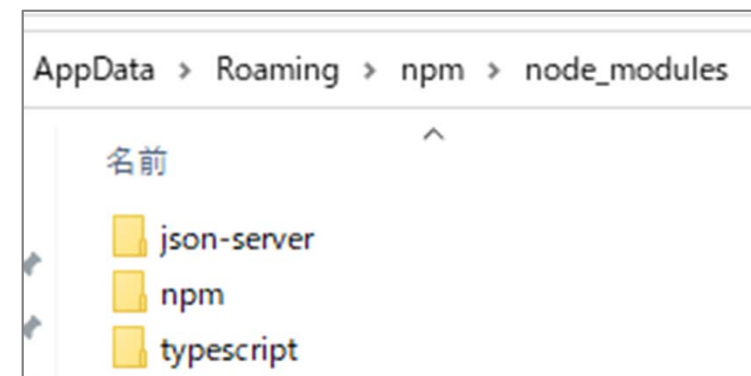 AppData > Roaming > npm > node_modules
名前
json-server
npm
typescript